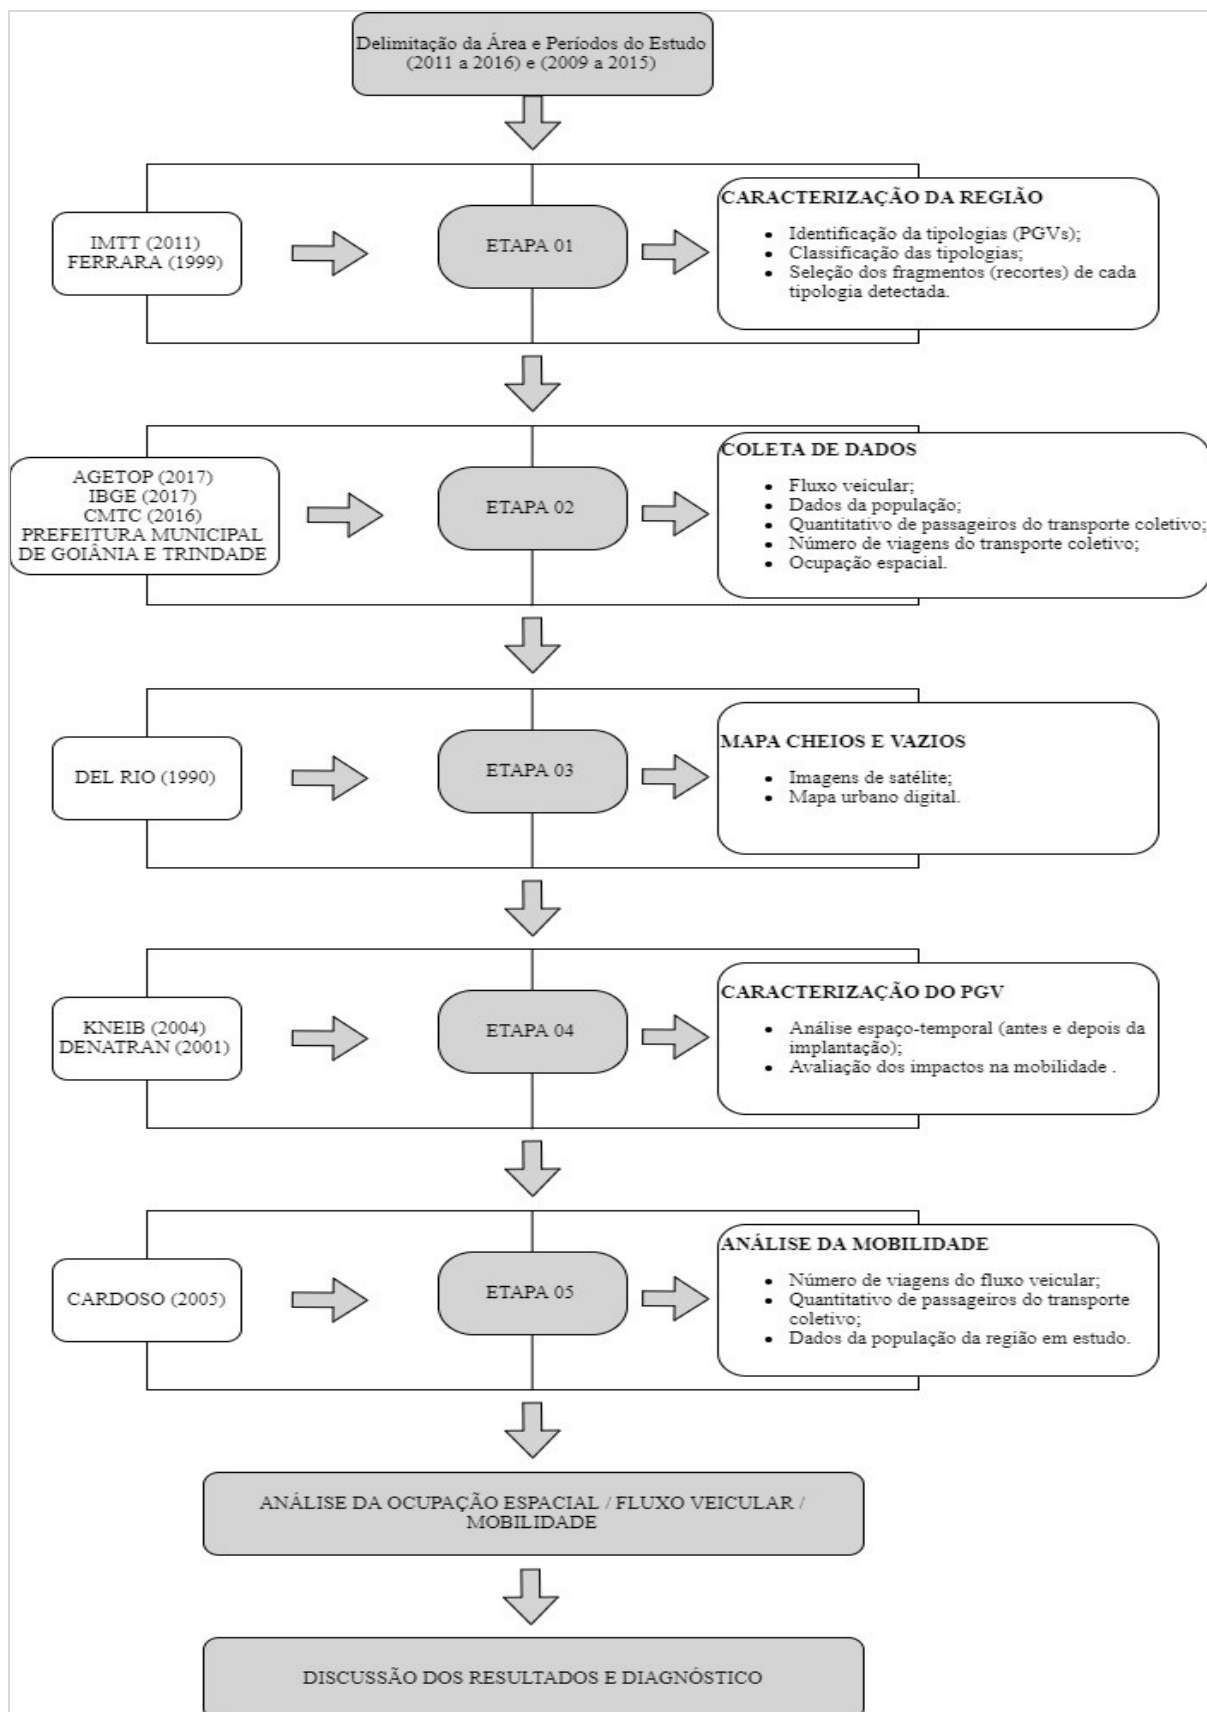 Delimitação da Área e Períodos do Estudo
(2011 a 2016) e (2009 a 2015)
IMTT (2011)
FERRARA (1999)
ETAPA 01
CARACTERIZAÇÃO DA REGIÃO
• Identificação da tipologias (PGVs);
• Classificação das tipologias;
• Seleção dos fragmentos (recortes) de cada
tipologia detectada.
AGETOP (2017)
IBGE (2017)
CMTC (2016)
PREFEITURA MUNICIPAL
DE GOIÂNIA E TRINDADE
ETAPA 02
COLETA DE DADOS
• Fluxo veicular;
• Dados da população;
• Quantitativo de passageiros do transporte coletivo;
• Número de viagens do transporte coletivo;
• Ocupação espacial.
DEL RIO (1990)
ETAPA 03
MAPA CHEIOS E VAZIOS
• Imagens de satélite;
• Mapa urbano digital.
KNEIB (2004)
DENATRAN (2001)
ETAPA 04
CARACTERIZAÇÃO DO PGV
• Análise espaço-temporal (antes e depois da
implantação);
• Avaliação dos impactos na mobilidade .
CARDOSO (2005)
ETAPA 05
ANÁLISE DA MOBILIDADE
• Número de viagens do fluxo veicular;
• Quantitativo de passageiros do transporte
coletivo;
• Dados da população da região em estudo.
ANÁLISE DA OCUPAÇÃO ESPACIAL / FLUXO VEICULAR /
MOBILIDADE
DISCUSSÃO DOS RESULTADOS E DIAGNÓSTICO